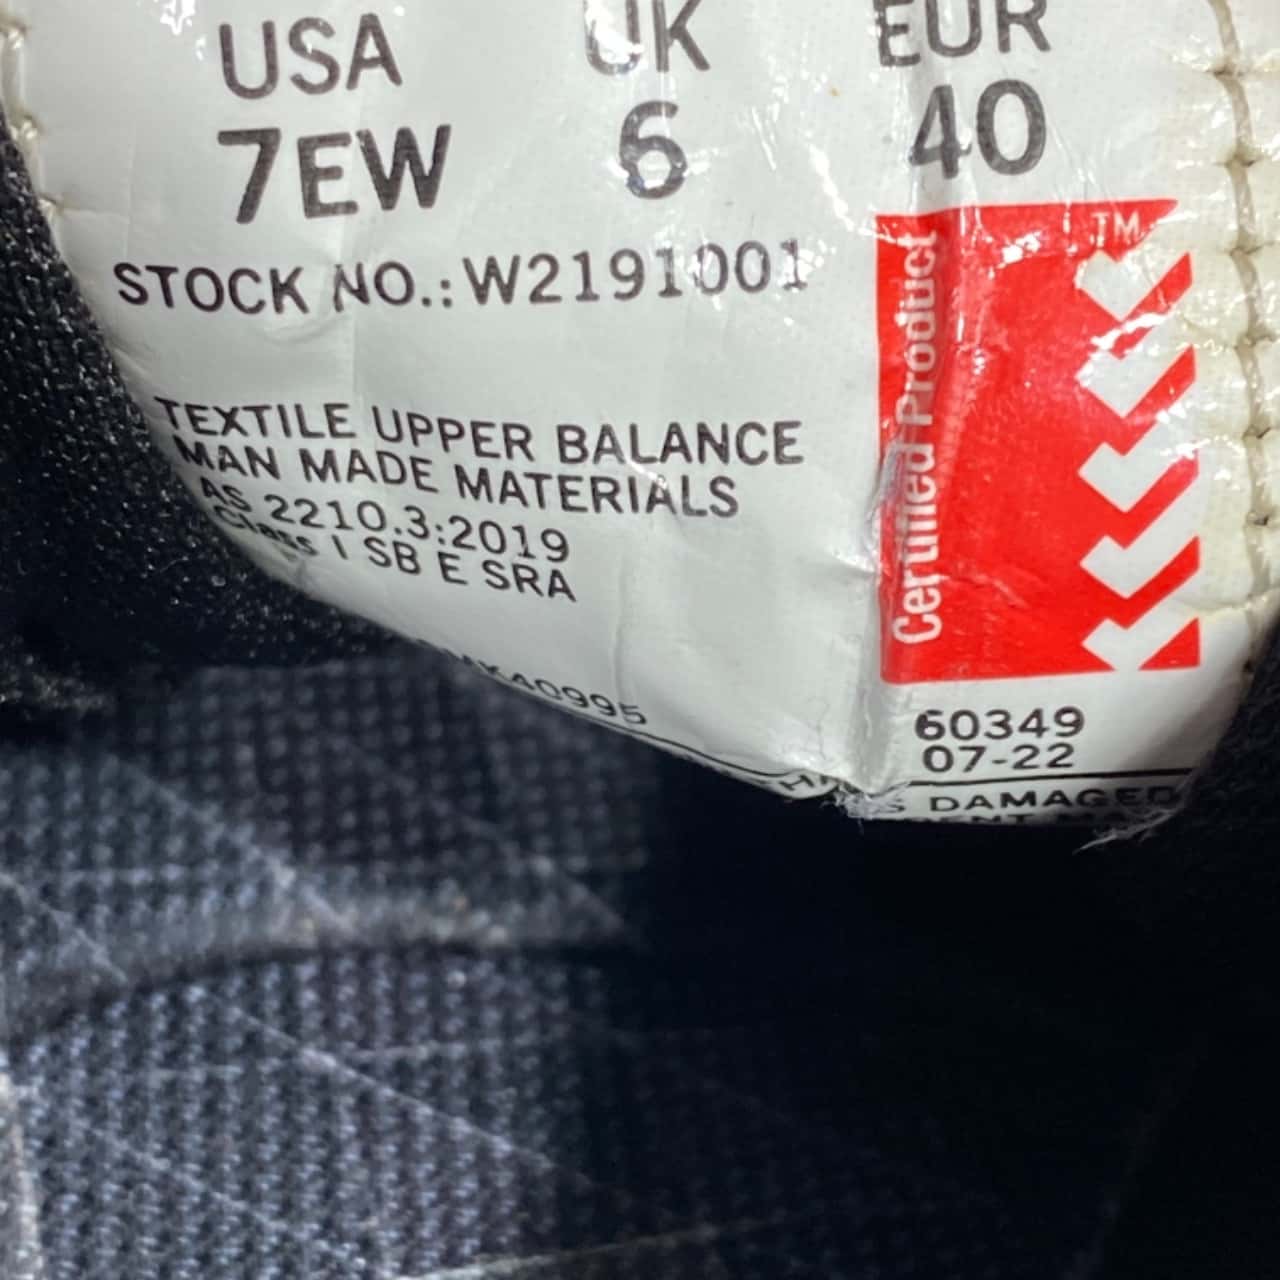 USA UK EUR
7EW 6 40
STOCK NO.: W2191001
TEXTILE UPPER BALANCE
MAN MADE MATERIALS
AS 2210.3:2019
Class I SB E SRA
40995
Certified Product
TM
60349
07-22
DAMAGED